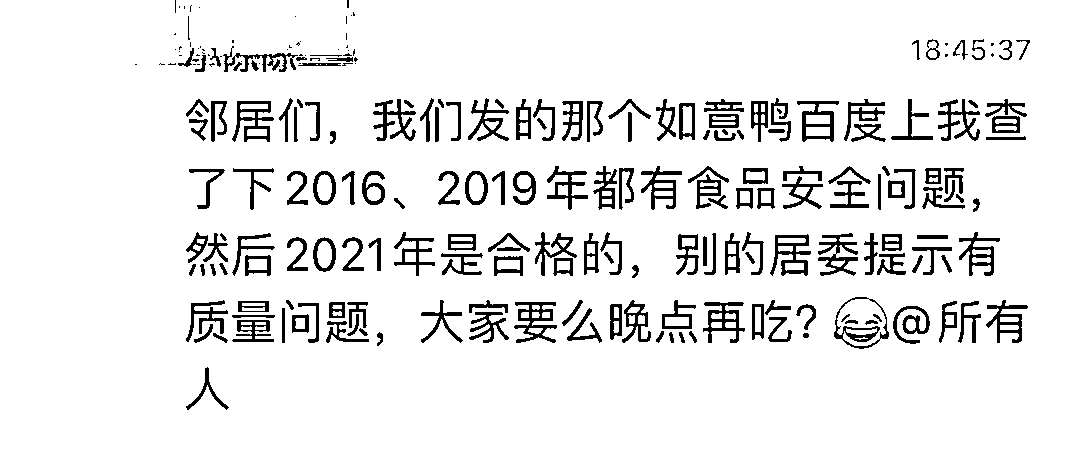 18:45:37
邻居们，我们发的那个如意鸭百度上我查
了下2016、2019年都有食品安全问题，
然后2021年是合格的，别的居委提示有
质量问题，大家要么晚点再吃？😂@所有
人